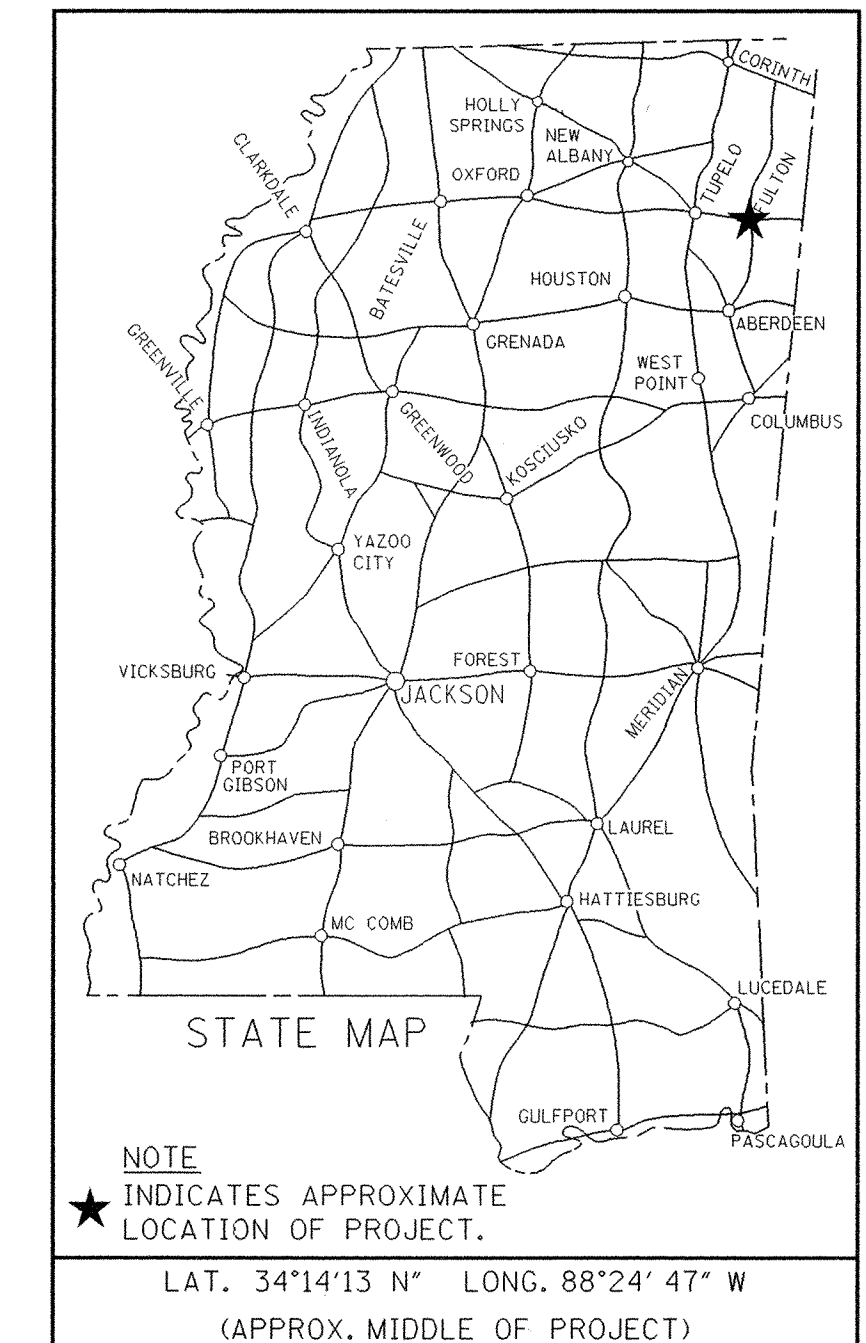 CORINTH
HOLLY
SPRINGS
NEW
ALBANY
CLARKDALE
OXFORD
TUPELO
FULTON
BATESVILLE
HOUSTON
ABERDEEN
GRENADA
GREENVILLE
WEST
POINT
COLUMBUS
INDIANOLA
GREENWOOD
KOSCIUSKO
YAZOO
CITY
VICKSBURG
FOREST
JACKSON
MERIDIAN
PORT
GIBSON
BROOKHAVEN
LAUREL
NATCHEZ
HATTIESBURG
MC COMB
LUCEDALE
STATE MAP
GULFPORT
PASCAGOULA
NOTE
INDICATES APPROXIMATE
LOCATION OF PROJECT.
LAT. 34°14'13 N" LONG. 88°24' 47" W
(APPROX. MIDDLE OF PROJECT)